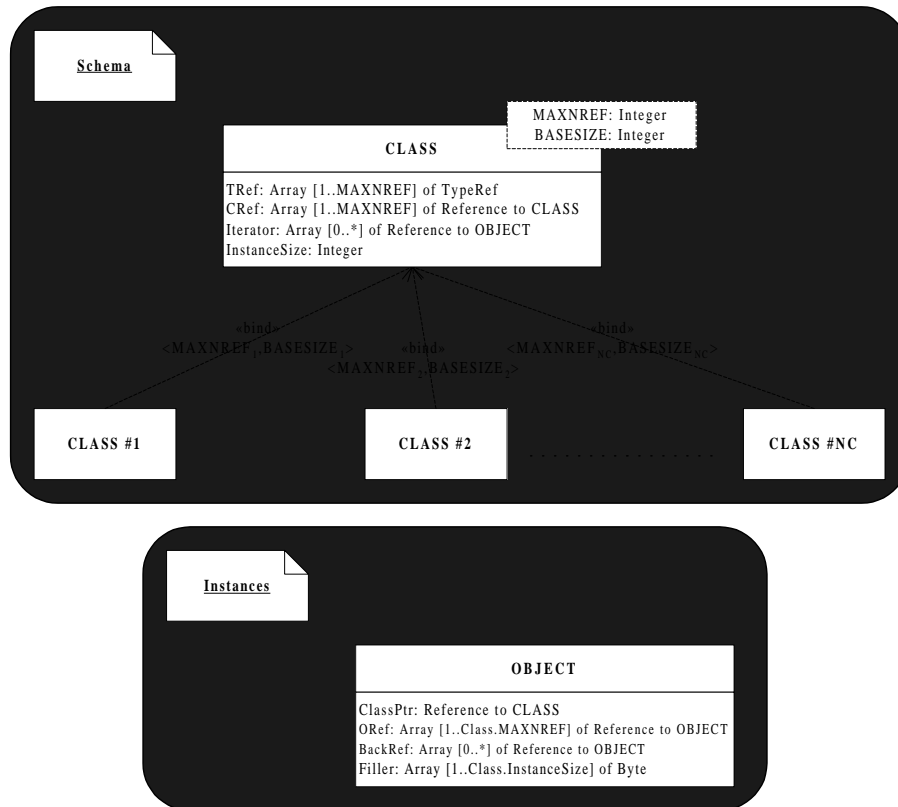 Schema
MAXNREF: Integer
BASESIZE: Integer
CLASS
TRef: Array [1..MAXNREF] of TypeRef
CRef: Array [1..MAXNREF] of Reference to CLASS
Iterator: Array [0..*] of Reference to OBJECT
InstanceSize: Integer
«bind»
<MAXNREF₁,BASESIZE₁>
«bind»
<MAXNREF₂,BASESIZE₂>
«bind»
<MAXNREF_NC,BASESIZE_NC>
CLASS #1
CLASS #2
. . . . . . . . . . . . . . . .
CLASS #NC
Instances
OBJECT
ClassPtr: Reference to CLASS
ORef: Array [1..Class.MAXNREF] of Reference to OBJECT
BackRef: Array [0..*] of Reference to OBJECT
Filler: Array [1..Class.InstanceSize] of Byte